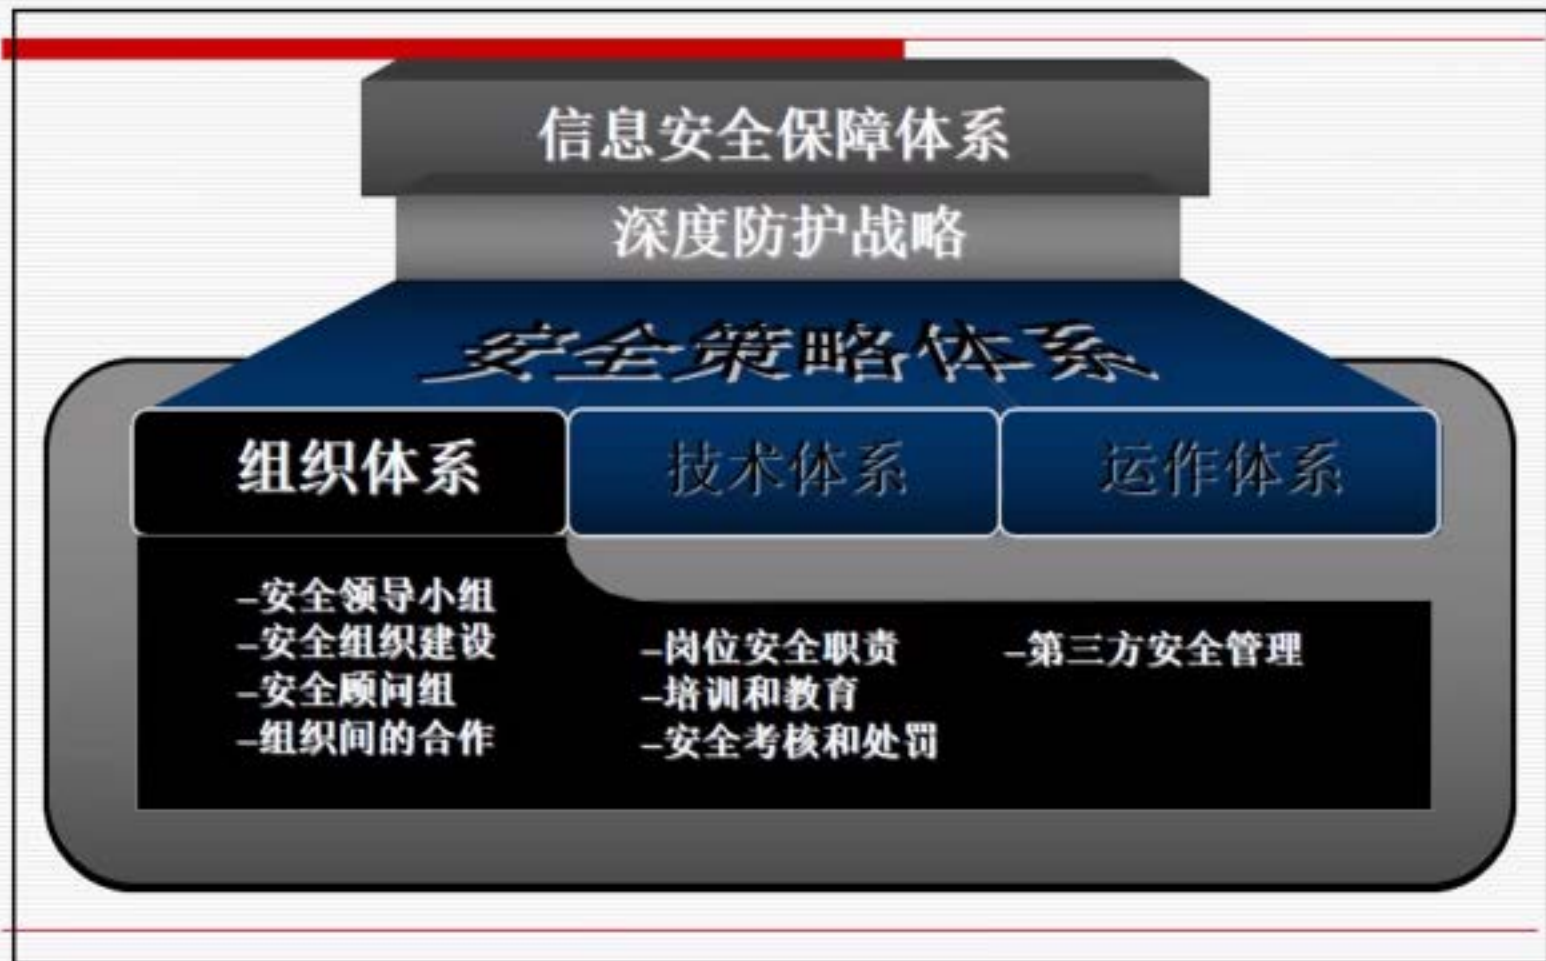 信息安全保障体系
深度防护战略
安全策略体系
组织体系
技术体系
运作体系
–安全领导小组
–安全组织建设
–安全顾问组
–组织间的合作
–岗位安全职责
–培训和教育
–安全考核和处罚
–第三方安全管理